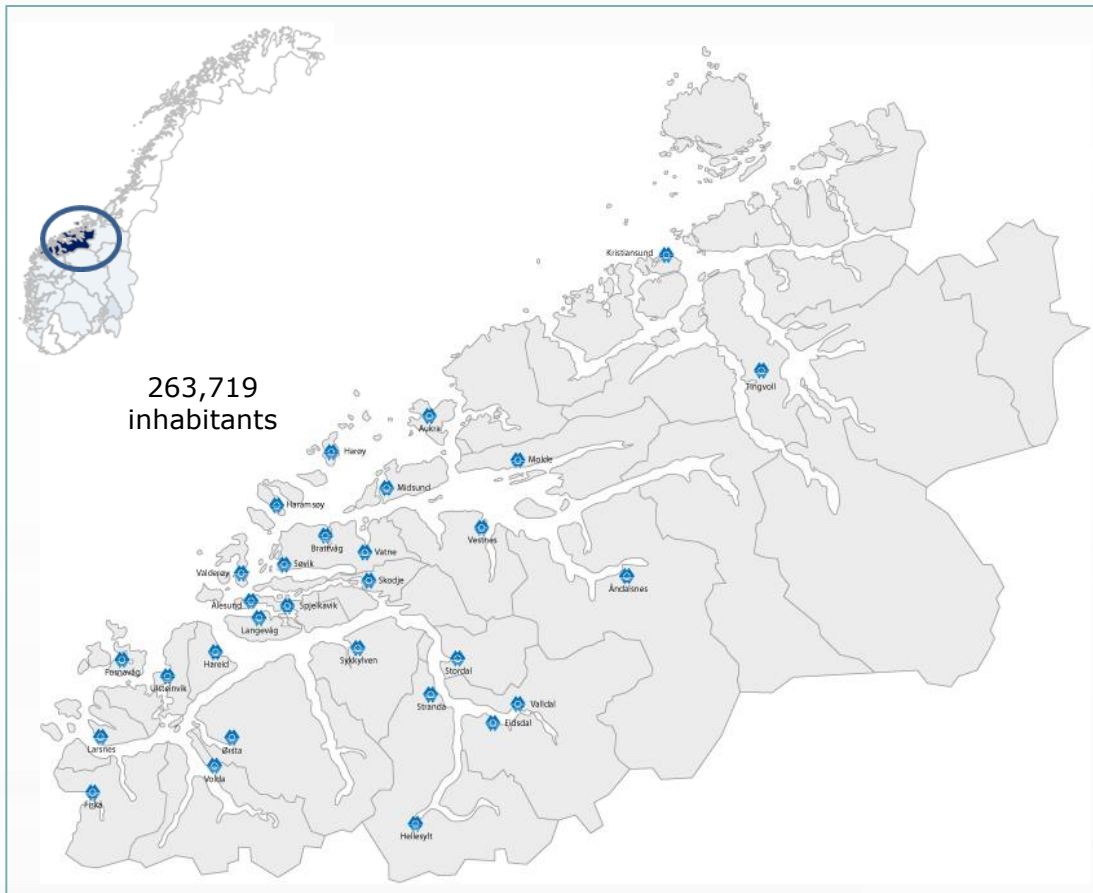 263,719
inhabitants
Kristiansund
Tingvoll
Aukra
Harøy
Molde
Midsund
Haramsøy
Vestnes
Brattvåg
Vatne
Søvik
Valderøy
Skodje
Åndalsnes
Ålesund
Spjelkavik
Langevåg
Hareid
Sykkylven
Stordal
Fosnavåg
Ulsteinvik
Stranda
Valldal
Eidsdal
Larsnes
Ørsta
Volda
Fiskå
Hellesylt